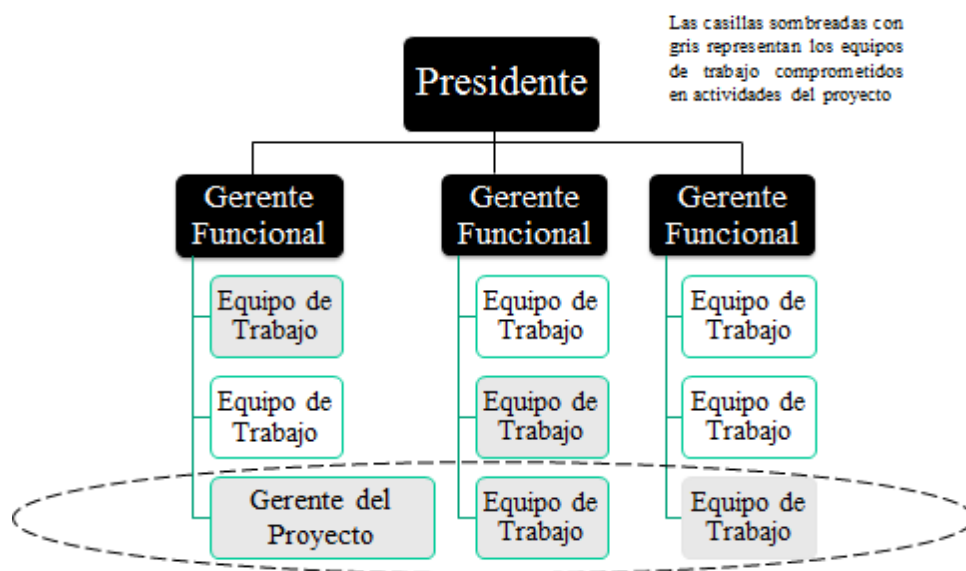 Las casillas sombreadas con
gris representan los equipos
de trabajo comprometidos
en actividades del proyecto
Presidente
Gerente
Funcional
Gerente
Funcional
Gerente
Funcional
Equipo de
Trabajo
Equipo de
Trabajo
Equipo de
Trabajo
Equipo de
Trabajo
Equipo de
Trabajo
Equipo de
Trabajo
Gerente del
Proyecto
Equipo de
Trabajo
Equipo de
Trabajo